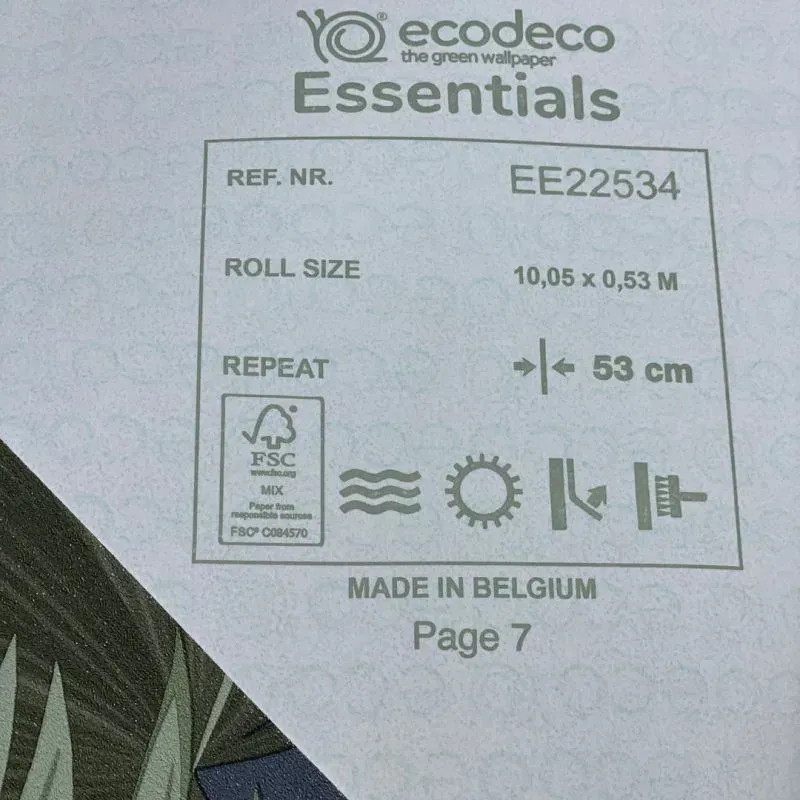 ecodeco®
the green wallpaper
Essentials
REF. NR. EE22534
ROLL SIZE 10,05 x 0,53 M
REPEAT 53 cm
FSC
www.fsc.org
MIX
Paper from
responsible sources
FSC® C084570
MADE IN BELGIUM
Page 7